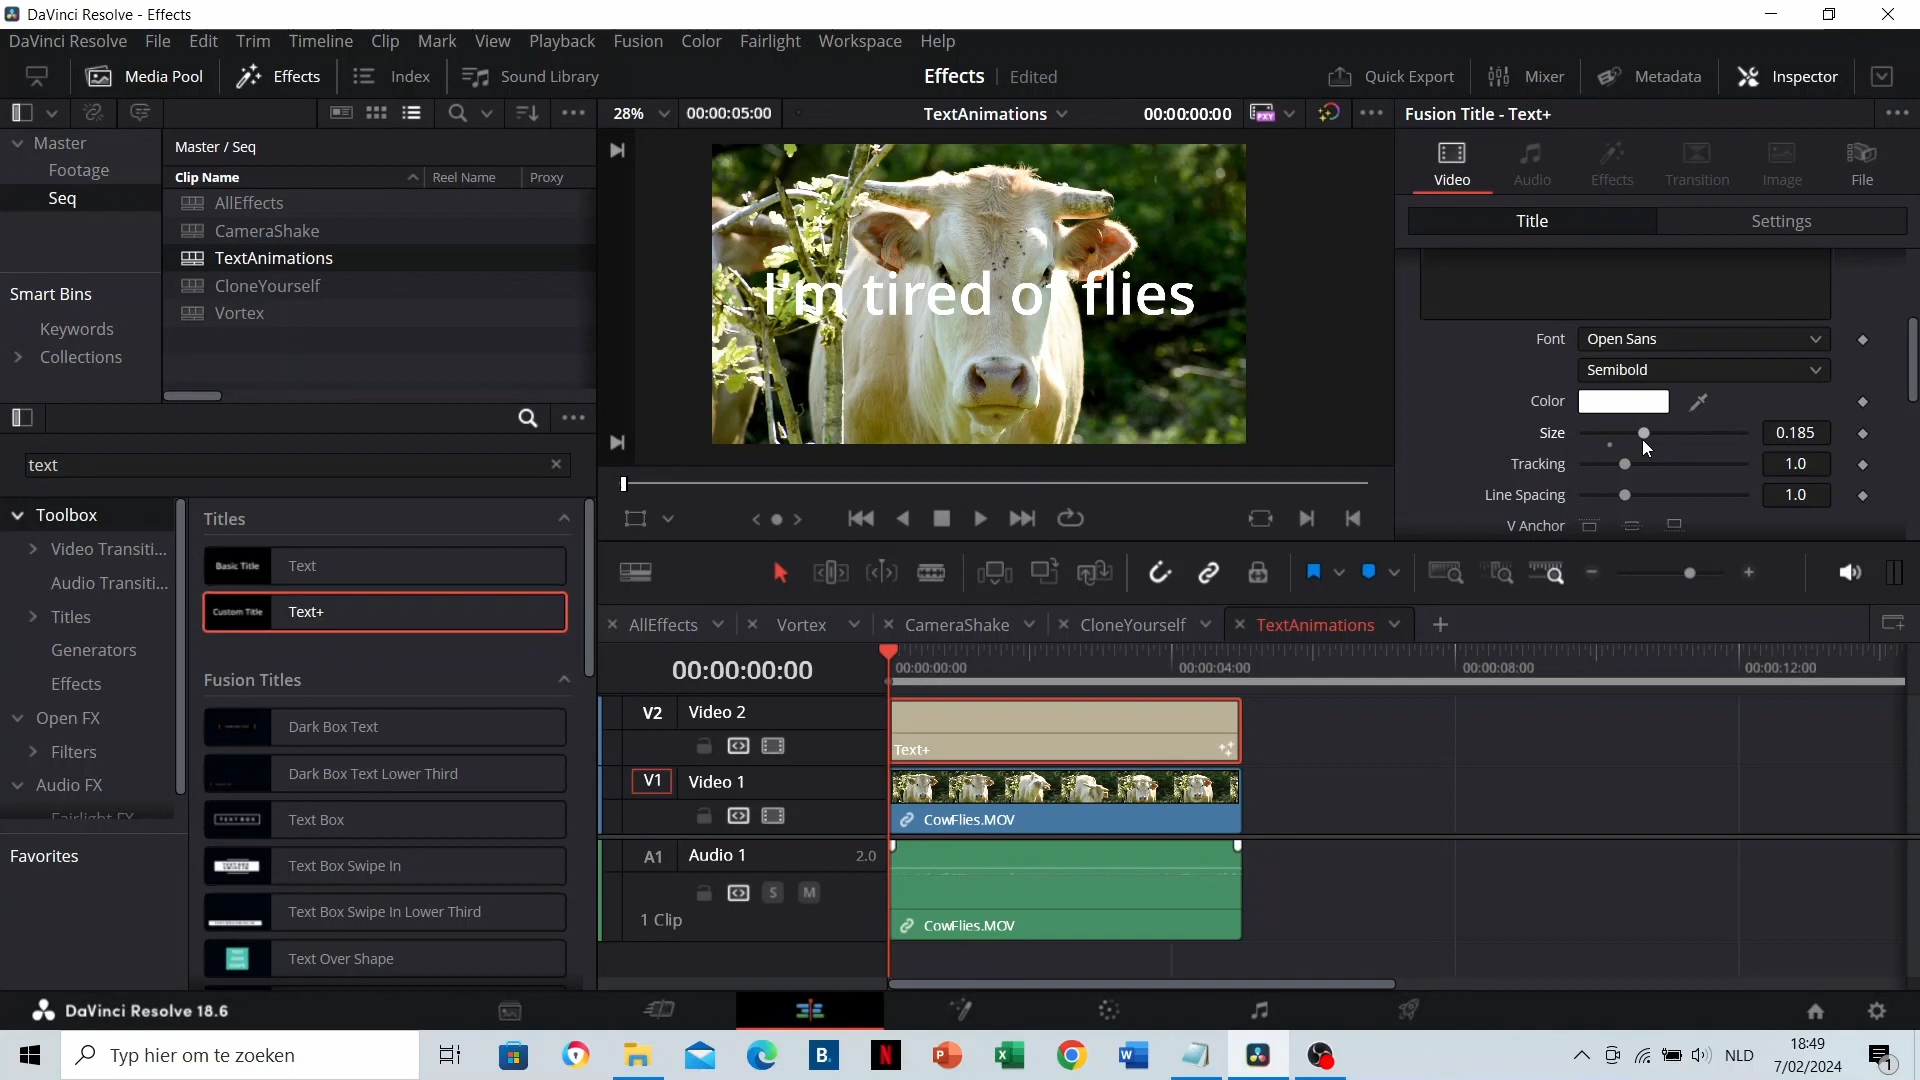 DaVinci Resolve - Effects
DaVinci Resolve File Edit Trim Timeline Clip Mark View Playback Fusion Color Fairlight Workspace Help
Media Pool Effects Index Sound Library Effects Edited Quick Export Mixer Metadata Inspector
28% 00:00:05:00 TextAnimations 00:00:00:00 PXY Fusion Title - Text+
Master
Footage
Seq
Smart Bins
Keywords
Collections
Master / Seq
Clip Name Reel Name Proxy
AllEffects
CameraShake
TextAnimations
CloneYourself
Vortex
I'm tired of flies
Video Audio Effects Transition Image File
Title Settings
Font Open Sans
Semibold
Color
Size 0.185
Tracking 1.0
Line Spacing 1.0
V Anchor
text
Toolbox
Video Transiti...
Audio Transiti...
Titles
Generators
Effects
Open FX
Filters
Audio FX
Fairlight FX
Favorites
Titles
Basic Title Text
Custom Title Text+
Fusion Titles
Dark Box Text
Dark Box Text Lower Third
Text Box
Text Box Swipe In
Text Box Swipe In Lower Third
Text Over Shape
AllEffects Vortex CameraShake CloneYourself TextAnimations
00:00:00:00 00:00:00:00 00:00:04:00 00:00:08:00 00:00:12:00
V2 Video 2
Text+
V1 Video 1
CowFlies.MOV
A1 Audio 1 2.0
S M
1 Clip
CowFlies.MOV
DaVinci Resolve 18.6
Typ hier om te zoeken
B.
N
NLD
18:49
7/02/2024
1